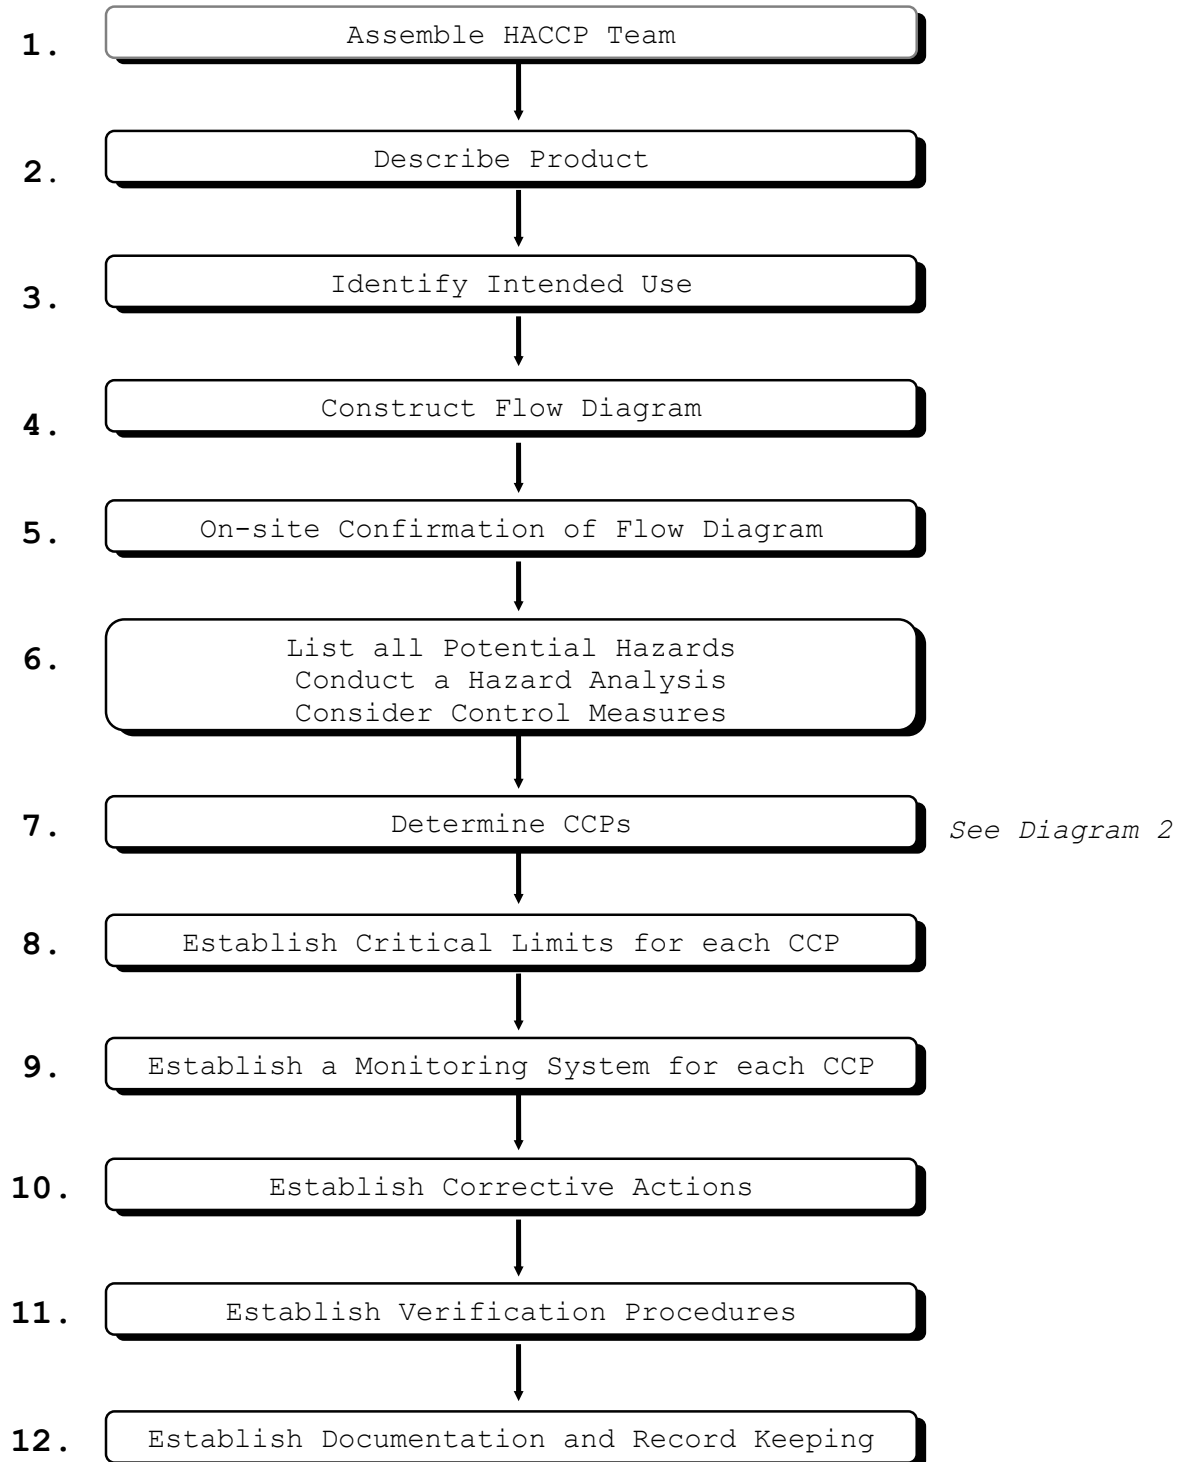 1. Assemble HACCP Team
2. Describe Product
3. Identify Intended Use
4. Construct Flow Diagram
5. On-site Confirmation of Flow Diagram
6. List all Potential Hazards
Conduct a Hazard Analysis
Consider Control Measures
7. Determine CCPs See Diagram 2
8. Establish Critical Limits for each CCP
9. Establish a Monitoring System for each CCP
10. Establish Corrective Actions
11. Establish Verification Procedures
12. Establish Documentation and Record Keeping